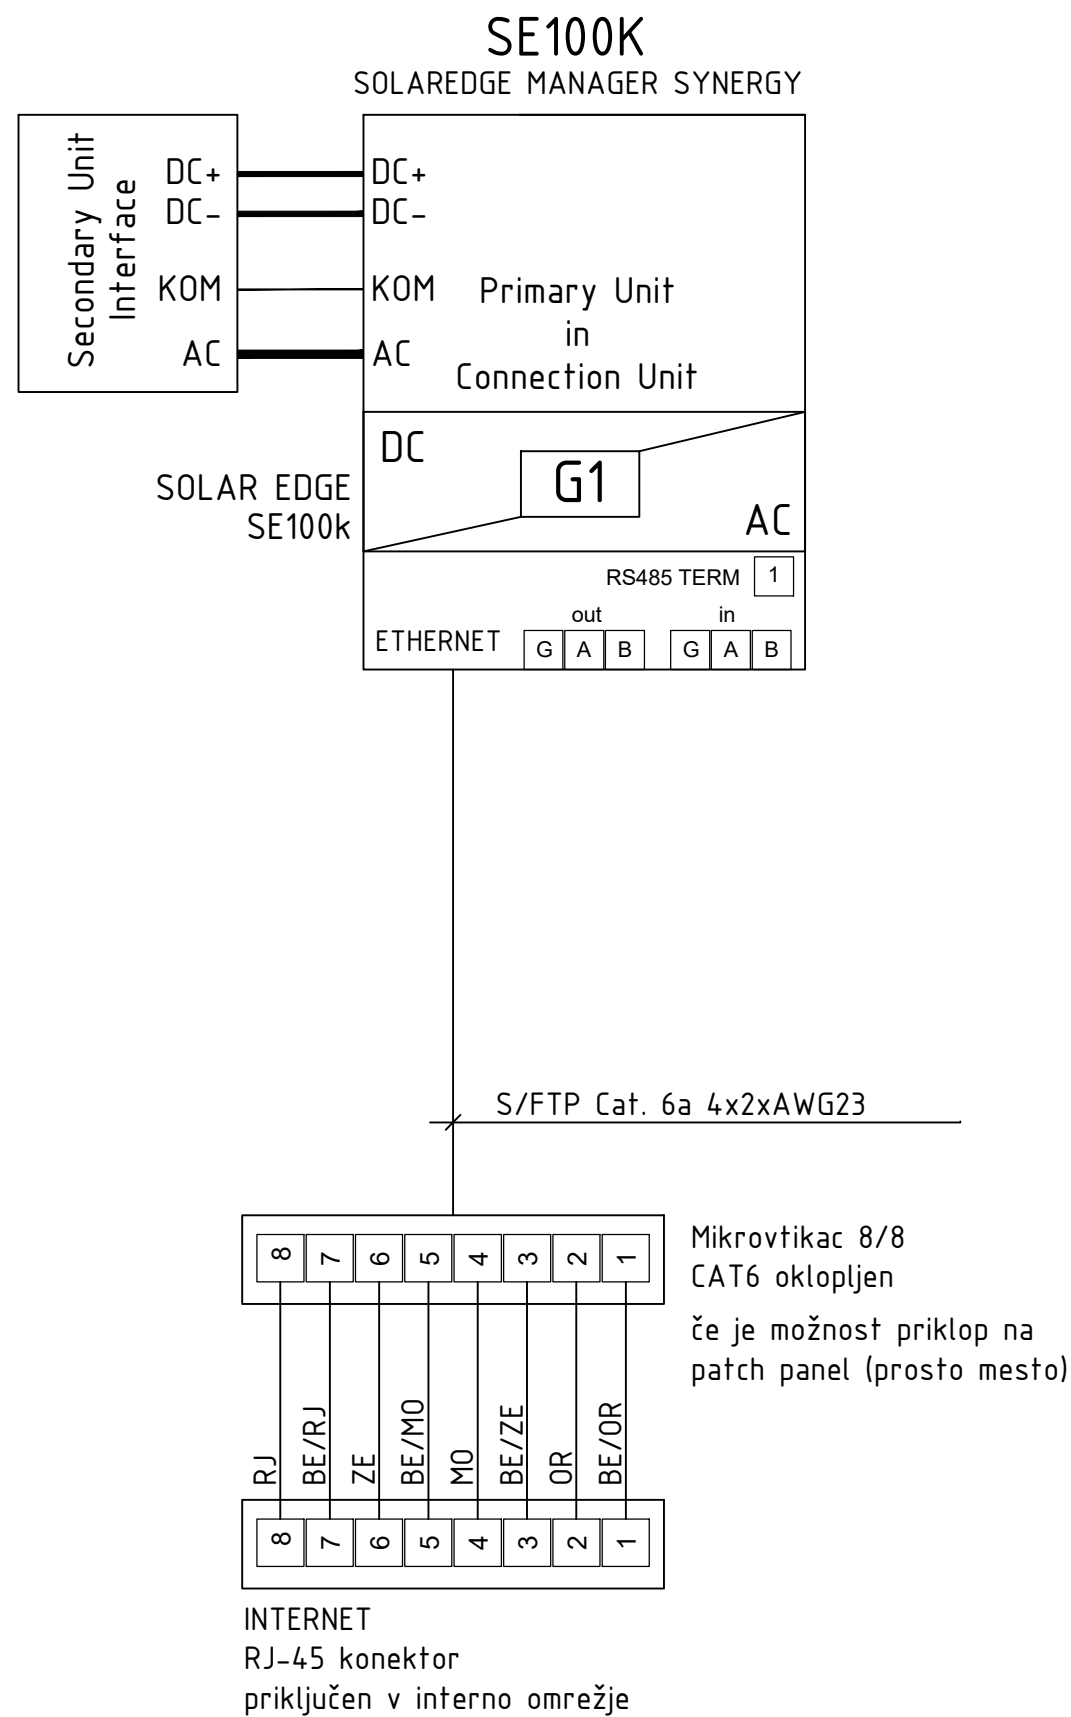 SE100K
SOLAREDGE MANAGER SYNERGY
Secondary Unit
Interface
DC+
DC-
KOM
AC
DC+
DC-
KOM
AC
Primary Unit
in
Connection Unit
DC
G1
AC
SOLAR EDGE
SE100k
RS485 TERM 1
out in
ETHERNET G A B G A B
S/FTP Cat. 6a 4x2xAWG23
8 7 6 5 4 3 2 1
Mikrovtikac 8/8
CAT6 oklopljen
če je možnost priklop na
patch panel (prosto mesto)
RJ BE/RJ ZE BE/MO MO BE/ZE OR BE/OR
8 7 6 5 4 3 2 1
INTERNET
RJ-45 konektor
priključen v interno omrežje